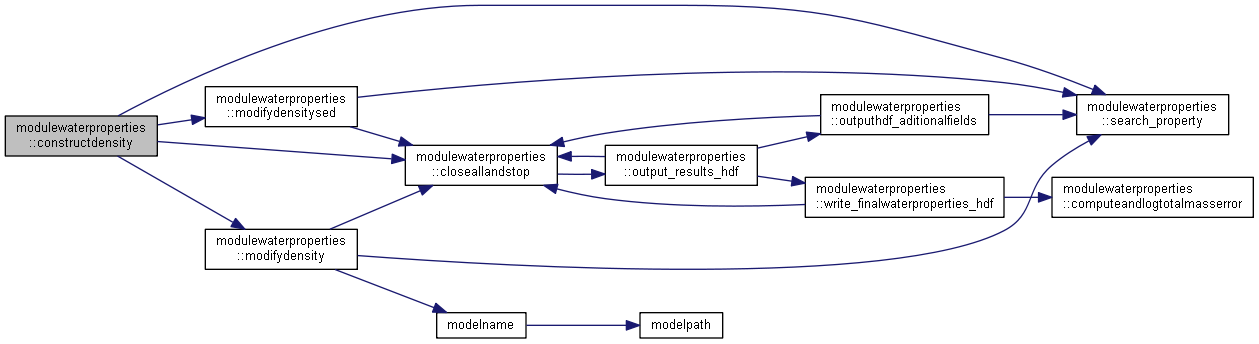 modulewaterproperties
::constructdensity
modulewaterproperties
::modifydensitysed
modulewaterproperties
::modifydensity
modulewaterproperties
::closeallandstop
modelname
modulewaterproperties
::output_results_hdf
modelpath
modulewaterproperties
::outputhdf_aditionalfields
modulewaterproperties
::write_finalwaterproperties_hdf
modulewaterproperties
::search_property
modulewaterproperties
::computeandlogtotalmasserror